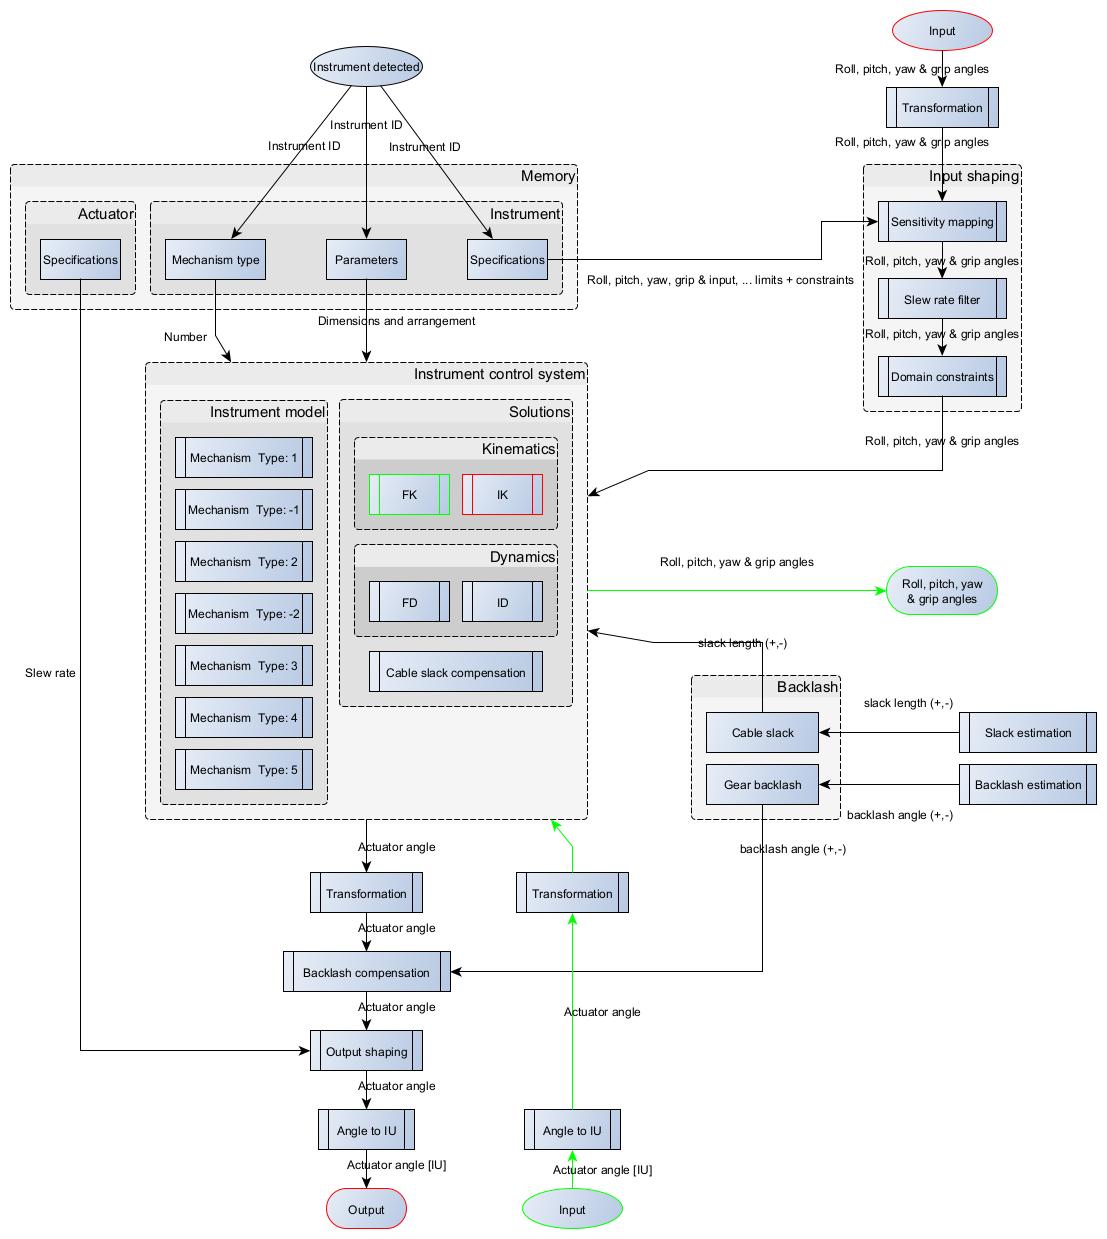 Input
Roll, pitch, yaw & grip angles
Instrument detected
Transformation
Instrument ID
Instrument ID
Instrument ID
Roll, pitch, yaw & grip angles
Memory
Input shaping
Actuator
Instrument
Sensitivity mapping
Specifications
Mechanism type
Parameters
Specifications
Roll, pitch, yaw & grip angles
Roll, pitch, yaw, grip & input, ... limits + constraints
Slew rate filter
Dimensions and arrangement
Number
Roll, pitch, yaw & grip angles
Instrument control system
Domain constraints
Instrument model
Solutions
Roll, pitch, yaw & grip angles
Kinematics
Mechanism  Type: 1
FK
IK
Mechanism  Type: -1
Dynamics
Mechanism  Type: 2
Roll, pitch, yaw & grip angles
Roll, pitch, yaw
& grip angles
FD
ID
Mechanism  Type: -2
slack length (+,-)
Mechanism  Type: 3
Cable slack compensation
Slew rate
Backlash
slack length (+,-)
Mechanism  Type: 4
Cable slack
Slack estimation
Mechanism  Type: 5
Gear backlash
Backlash estimation
backlash angle (+,-)
Actuator angle
backlash angle (+,-)
Transformation
Transformation
Actuator angle
Backlash compensation
Actuator angle
Actuator angle
Output shaping
Actuator angle
Angle to IU
Angle to IU
Actuator angle [IU]
Actuator angle [IU]
Output
Input